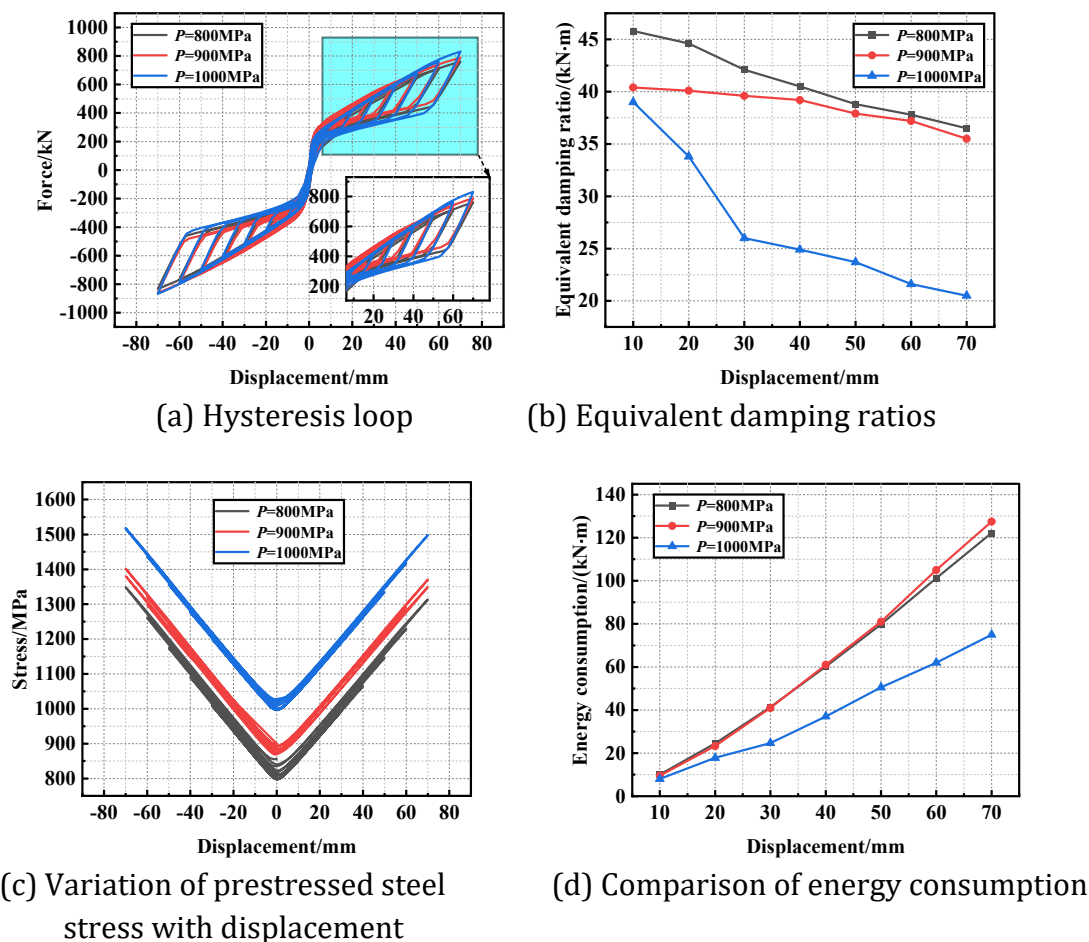 1000
800
600
400
200
0
-200
-400
-600
-800
-1000
Force/kN
P=800MPa
P=900MPa
P=1000MPa
800
600
400
200
20 40 60
-80 -60 -40 -20 0 20 40 60 80
Displacement/mm
(a) Hysteresis loop
45
40
35
30
25
20
Equivalent damping ratio/(kN·m)
P=800MPa
P=900MPa
P=1000MPa
10 20 30 40 50 60 70
Displacement/mm
(b) Equivalent damping ratios
1600
1500
1400
1300
1200
1100
1000
900
800
Stress/MPa
P=800MPa
P=900MPa
P=1000MPa
-80 -60 -40 -20 0 20 40 60 80
Displacement/mm
(c) Variation of prestressed steel
stress with displacement
140
120
100
80
60
40
20
0
Energy consumption/(kN·m)
P=800MPa
P=900MPa
P=1000MPa
10 20 30 40 50 60 70
Displacement/mm
(d) Comparison of energy consumption